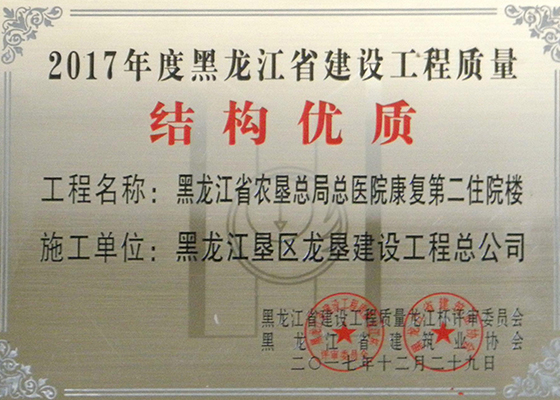 2017年度黑龙江省建设工程质量
结构优质
工程名称：黑龙江省农垦总局总医院康复第二住院楼
施工单位：黑龙江垦区龙垦建设工程总公司
黑龙江省建设工程质量龙江杯评审委员会
黑龙江省建筑业协会
二〇一七年十二月二十九日